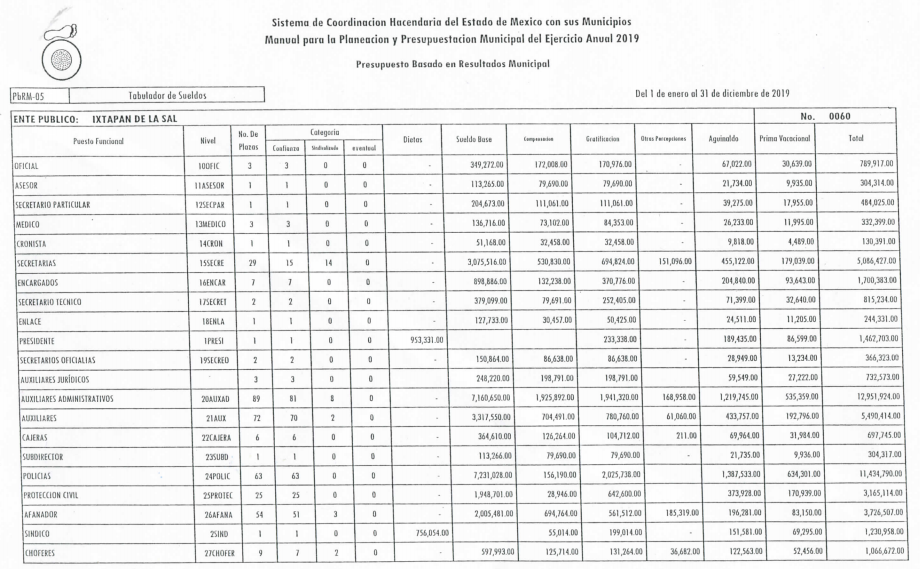 Sistema de Coordinacion Hacendaria del Estado de Mexico con sus Municipios
Manual para la Planeacion y Presupuestacion Municipal del Ejercicio Anual 2019
Presupuesto Basado en Resultados Municipal
PbRM-05 Tabulador de Sueldos Del 1 de enero al 31 de diciembre de 2019
ENTE PUBLICO: IXTAPAN DE LA SAL No. 0060
Puesto Funcional Nivel No. De Plazas Categoria Dietas Sueldo Base Compensacion Gratificacion Otras Percepciones Aguinaldo Prima Vacacional Total
Confianza Sindicalizado eventual
OFICIAL 10OFIC 3 3 0 0 - 349,272.00 172,008.00 170,976.00 - 67,022.00 30,639.00 789,917.00
ASESOR 11ASESOR 1 1 0 0 - 113,265.00 79,690.00 79,690.00 - 21,734.00 9,935.00 304,314.00
SECRETARIO PARTICULAR 12SECPAR 1 1 0 0 - 204,673.00 111,061.00 111,061.00 - 39,275.00 17,955.00 484,025.00
MEDICO 13MEDICO 3 3 0 0 - 136,716.00 73,102.00 84,353.00 - 26,233.00 11,995.00 332,399.00
CRONISTA 14CRON 1 1 0 0 - 51,168.00 32,458.00 32,458.00 - 9,818.00 4,489.00 130,391.00
SECRETARIAS 15SECRE 29 15 14 0 - 3,075,516.00 530,830.00 694,824.00 151,096.00 455,122.00 179,039.00 5,086,427.00
ENCARGADOS 16ENCAR 7 7 0 0 - 898,886.00 132,238.00 370,776.00 - 204,840.00 93,643.00 1,700,383.00
SECRETARIO TECNICO 17SECRET 2 2 0 0 - 379,099.00 79,691.00 252,405.00 - 71,399.00 32,640.00 815,234.00
ENLACE 18ENLA 1 1 0 0 - 127,733.00 30,457.00 50,425.00 - 24,511.00 11,205.00 244,331.00
PRESIDENTE 1PRESI 1 1 0 0 953,331.00 233,338.00 - 189,435.00 86,599.00 1,462,703.00
SECRETARIOS OFICIALIAS 19SECREO 2 2 0 0 - 150,864.00 86,638.00 86,638.00 - 28,949.00 13,234.00 366,323.00
AUXILIARES JURÍDICOS - 3 3 0 0 - 248,220.00 198,791.00 198,791.00 - 59,549.00 27,222.00 732,573.00
AUXILIARES ADMINISTRATIVOS 20AUXAD 89 81 8 0 - 7,160,650.00 1,925,892.00 1,941,320.00 168,958.00 1,219,745.00 535,359.00 12,951,924.00
AUXILIARES 21AUX 72 70 2 0 - 3,317,550.00 704,491.00 780,760.00 61,060.00 433,757.00 192,796.00 5,490,414.00
CAJERAS 22CAJERA 6 6 0 0 - 364,610.00 126,264.00 104,712.00 211.00 69,964.00 31,984.00 697,745.00
SUBDIRECTOR 23SUBD 1 1 0 0 - 113,266.00 79,690.00 79,690.00 - 21,735.00 9,936.00 304,317.00
POLICIAS 24POLIC 63 63 0 0 - 7,231,028.00 156,190.00 2,025,738.00 - 1,387,533.00 634,301.00 11,434,790.00
PROTECCION CIVIL 25PROTEC 25 25 0 0 - 1,948,701.00 28,946.00 642,600.00 - 373,928.00 170,939.00 3,165,114.00
AFANADOR 26AFANA 54 51 3 0 - 2,005,481.00 694,764.00 561,512.00 185,319.00 196,281.00 83,150.00 3,726,507.00
SINDICO 2SIND 1 1 0 0 756,054.00 55,014.00 199,014.00 - 151,581.00 69,295.00 1,230,958.00
CHOFERES 27CHOFER 9 7 2 0 - 597,993.00 125,714.00 131,264.00 36,682.00 122,563.00 52,456.00 1,066,672.00